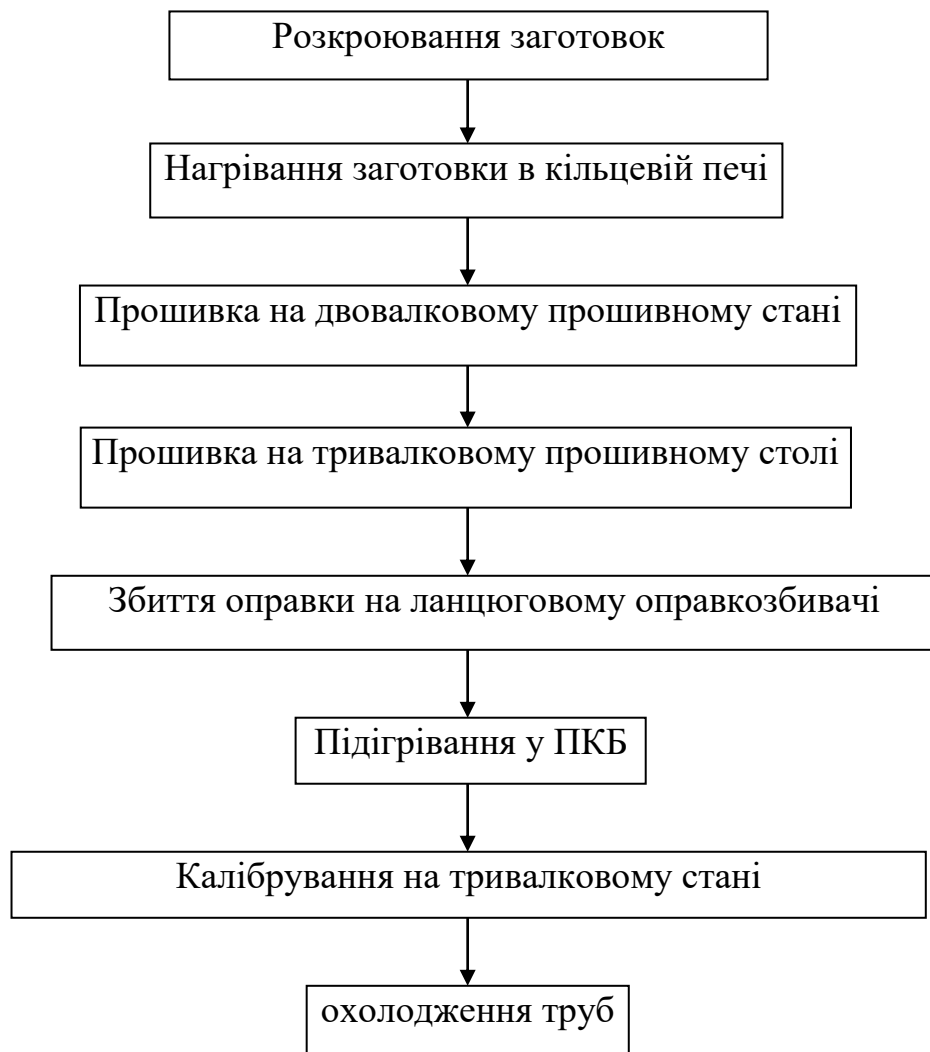 Розкроювання заготовок
Нагрівання заготовки в кільцевій печі
Прошивка на двовалковому прошивному стані
Прошивка на тривалковому прошивному столі
Збиття оправки на ланцюговому оправкозбивачі
Підігрівання у ПКБ
Калібрування на тривалковому стані
охолодження труб